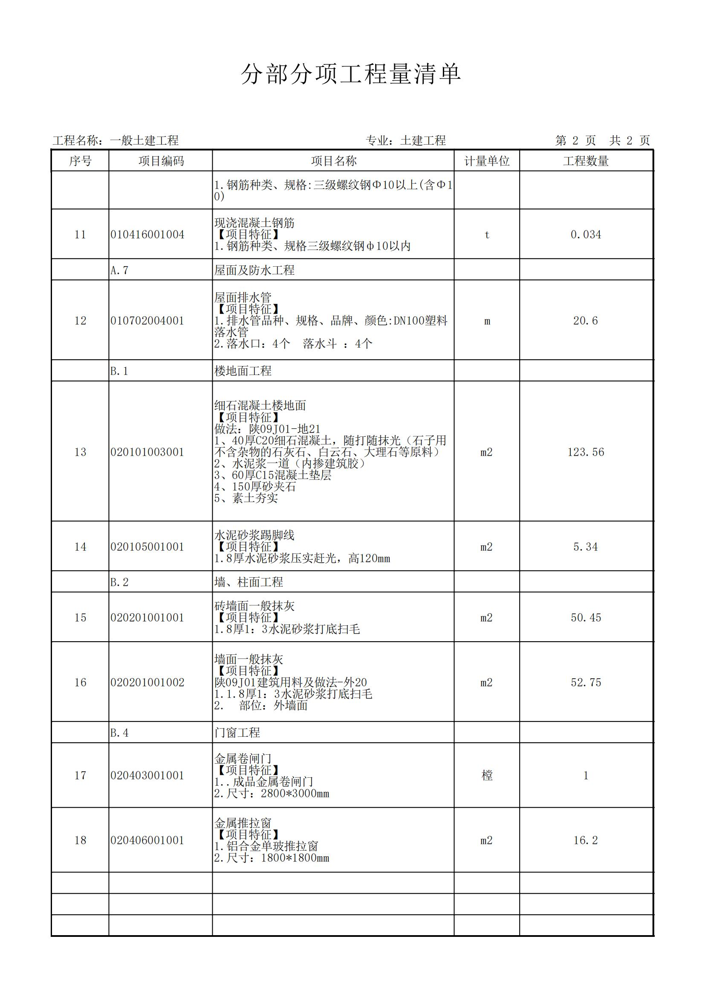 分部分项工程量清单
工程名称：一般土建工程 专业：土建工程 第 2 页 共 2 页
序号 项目编码 项目名称 计量单位 工程数量
1.钢筋种类、规格:三级螺纹钢Φ10以上(含Φ1
0)
现浇混凝土钢筋
【项目特征】
11 010416001004 t 0.034
1.钢筋种类、规格三级螺纹钢ф10以内
A.7 屋面及防水工程
屋面排水管
【项目特征】
12 010702004001 1.排水管品种、规格、品牌、颜色:DN100塑料 m 20.6
落水管
2.落水口：4个 落水斗 ：4个
B.1 楼地面工程
细石混凝土楼地面
【项目特征】
做法：陕09J01-地21
1、40厚C20细石混凝土，随打随抹光（石子用
13 020101003001 不含杂物的石灰石、白云石、大理石等原料） m2 123.56
2、水泥浆一道（内掺建筑胶）
3、60厚C15混凝土垫层
4、150厚砂夹石
5、素土夯实
水泥砂浆踢脚线
14 020105001001 【项目特征】 m2 5.34
1.8厚水泥砂浆压实赶光，高120mm
B.2 墙、柱面工程
砖墙面一般抹灰
15 020201001001 【项目特征】 m2 50.45
1.8厚1：3水泥砂浆打底扫毛
墙面一般抹灰
【项目特征】
16 020201001002 陕09J01建筑用料及做法-外20 m2 52.75
1.1.8厚1：3水泥砂浆打底扫毛
2. 部位：外墙面
B.4 门窗工程
金属卷闸门
【项目特征】
17 020403001001 樘 1
1..成品金属卷闸门
2.尺寸：2800*3000mm
金属推拉窗
【项目特征】
18 020406001001 m2 16.2
1.铝合金单玻推拉窗
2.尺寸：1800*1800mm